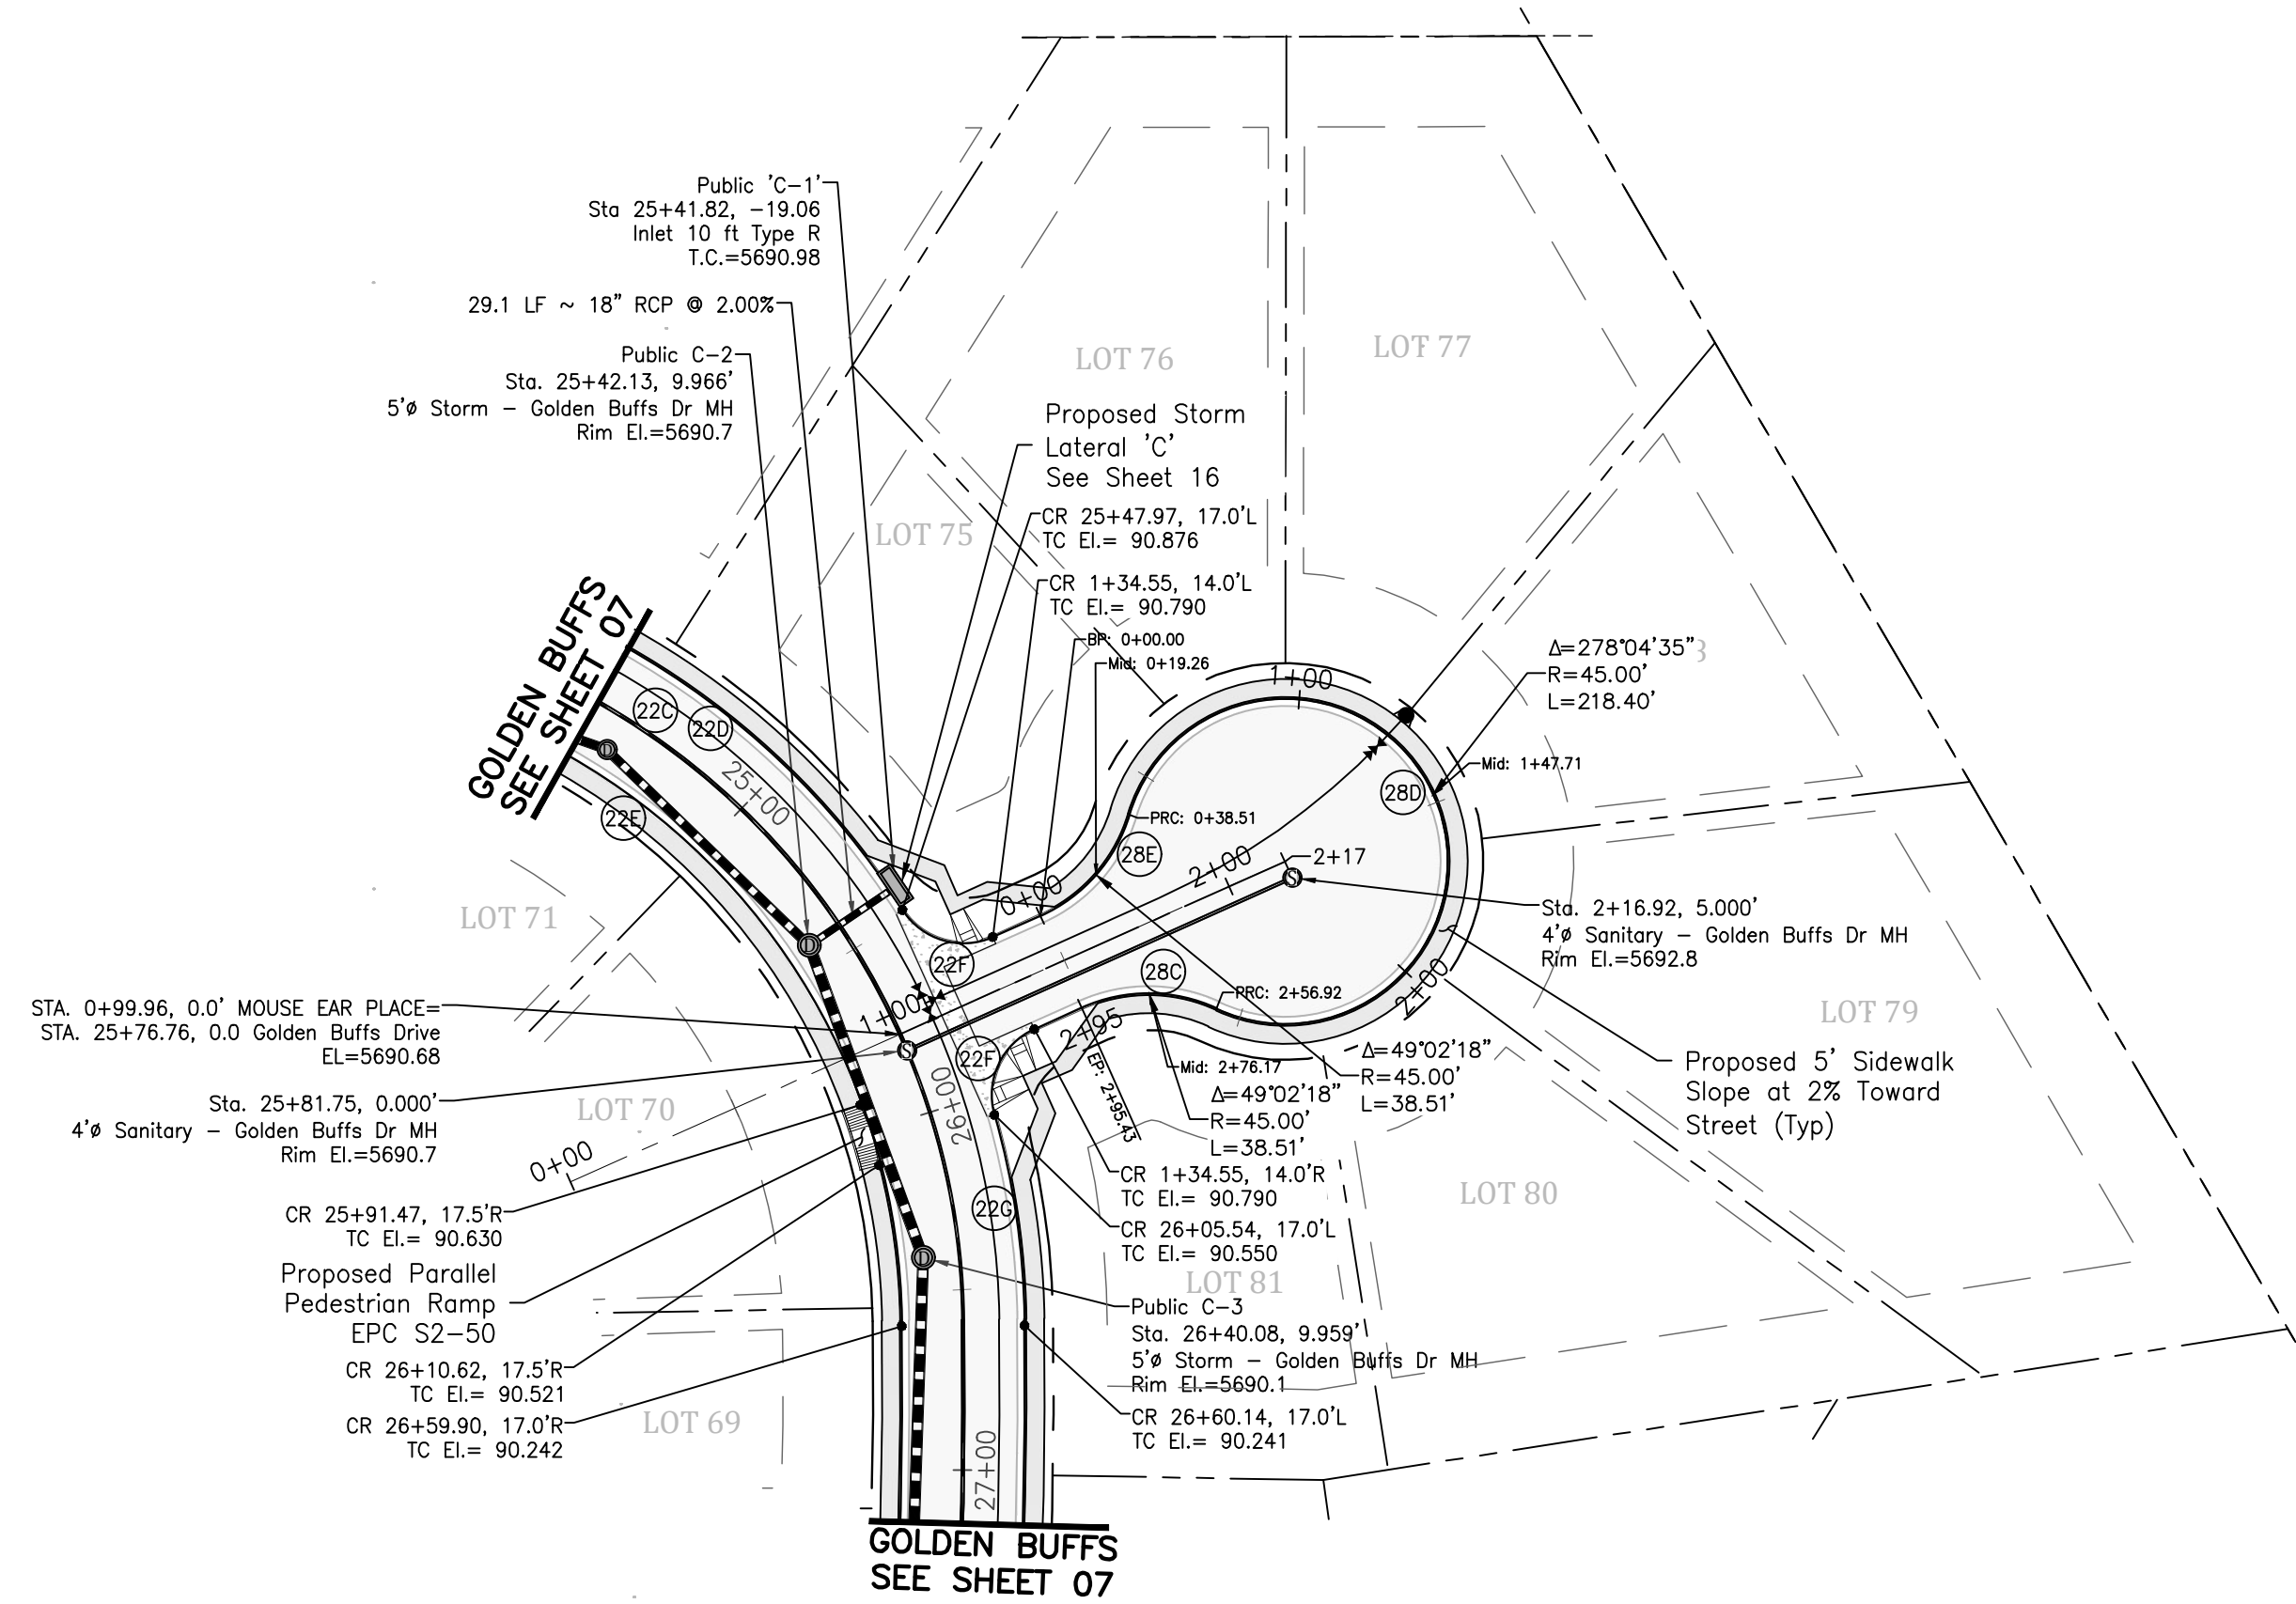 Public 'C-1'
Sta 25+41.82, -19.06
Inlet 10 ft Type R
T.C.=5690.98
29.1 LF ~ 18" RCP @ 2.00%
Public C-2
Sta. 25+42.13, 9.966'
5'ø Storm - Golden Buffs Dr MH
Rim El.=5690.7
LOT 76
LOT 77
Proposed Storm
Lateral 'C'
See Sheet 16
LOT 75
CR 25+47.97, 17.0'L
TC El.= 90.876
CR 1+34.55, 14.0'L
TC El.= 90.790
BP: 0+00.00
Mid: 0+19.26
Δ=278°04'35"
R=45.00'
L=218.40'
GOLDEN BUFFS
SEE SHEET 07
22C
22D
22E
25+00
1+00
Mid: 1+47.71
28D
PRC: 0+38.51
28E
2+00
2+17
0+00
LOT 71
Sta. 2+16.92, 5.000'
4'ø Sanitary - Golden Buffs Dr MH
Rim El.=5692.8
22F
28C
PRC: 2+56.92
2+00
STA. 0+99.96, 0.0' MOUSE EAR PLACE=
STA. 25+76.76, 0.0 Golden Buffs Drive
EL=5690.68
1+00
2+95
EP: 2+95.43
LOT 79
22F
Mid: 2+76.17
Δ=49°02'18"
R=45.00'
L=38.51'
Δ=49°02'18"
R=45.00'
L=38.51'
Proposed 5' Sidewalk
Slope at 2% Toward
Street (Typ)
Sta. 25+81.75, 0.000'
4'ø Sanitary - Golden Buffs Dr MH
Rim El.=5690.7
LOT 70
26+00
0+00
CR 1+34.55, 14.0'R
TC El.= 90.790
LOT 80
CR 25+91.47, 17.5'R
TC El.= 90.630
22G
CR 26+05.54, 17.0'L
TC El.= 90.550
LOT 81
Proposed Parallel
Pedestrian Ramp
EPC S2-50
Public C-3
Sta. 26+40.08, 9.959'
5'ø Storm - Golden Buffs Dr MH
Rim El.=5690.1
CR 26+10.62, 17.5'R
TC El.= 90.521
CR 26+59.90, 17.0'R
TC El.= 90.242
LOT 69
CR 26+60.14, 17.0'L
TC El.= 90.241
27+00
GOLDEN BUFFS
SEE SHEET 07
D
D
D
S
S